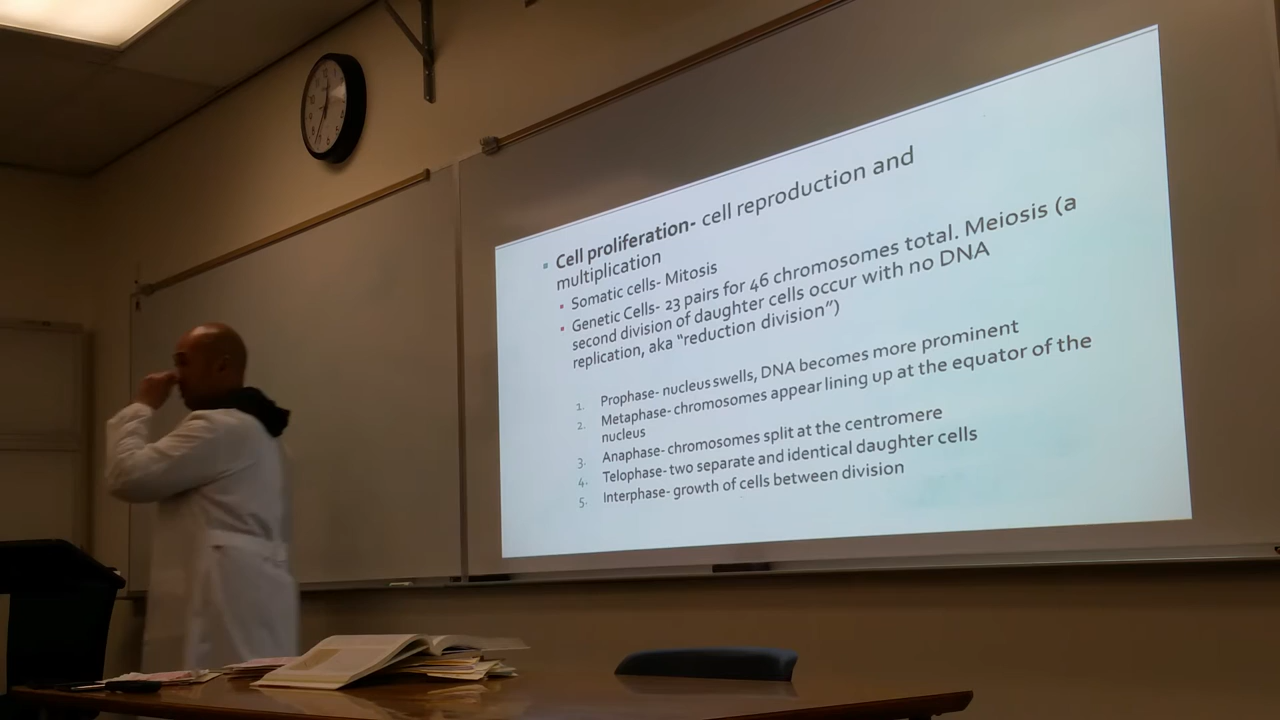 Cell proliferation- cell reproduction and
multiplication
Somatic cells- Mitosis
Genetic Cells- 23 pairs for 46 chromosomes total. Meiosis (a
second division of daughter cells occur with no DNA
replication, aka “reduction division”)
1. Prophase- nucleus swells, DNA becomes more prominent
2. Metaphase- chromosomes appear lining up at the equator of the
nucleus
3. Anaphase- chromosomes split at the centromere
4. Telophase- two separate and identical daughter cells
5. Interphase- growth of cells between division